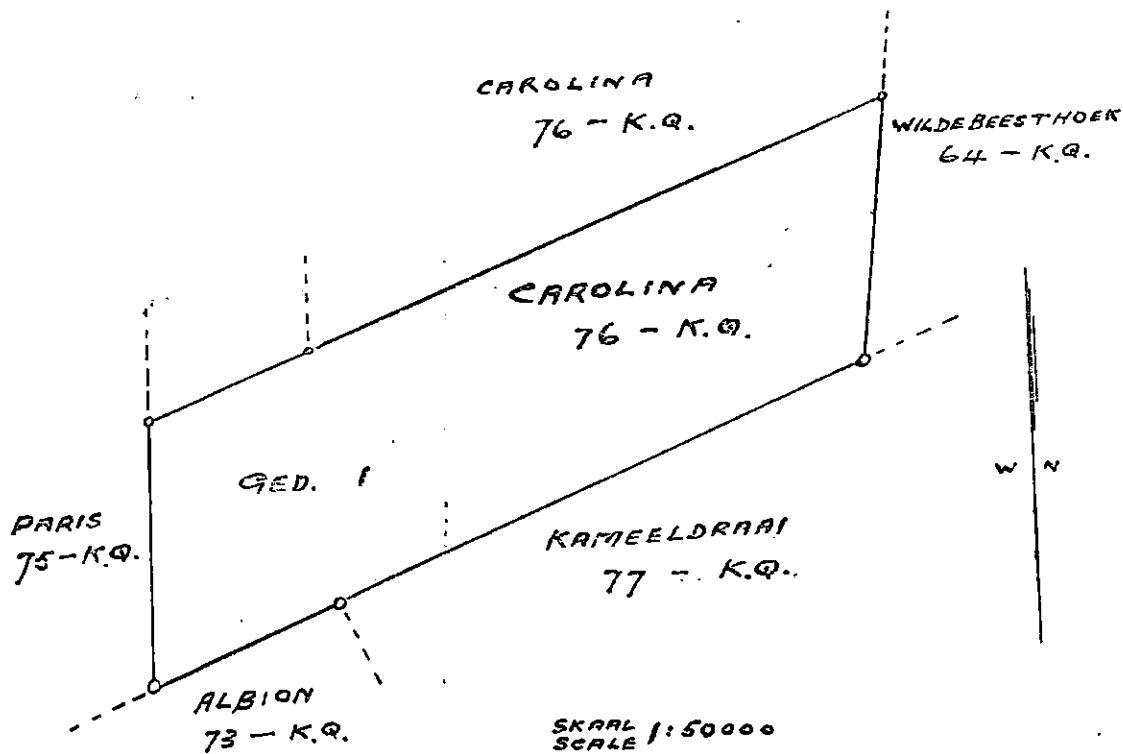 CAROLINA
76 - K.Q.
WILDEBEESTHOEK
64 - K.Q.
CAROLINA
76 - K.Q.
GED. 1
W N
PARIS
75 - K.Q.
KAMEELDRAAI
77 - K.Q.
ALBION
73 - K.Q.
SKAAL
SCALE 1:50000